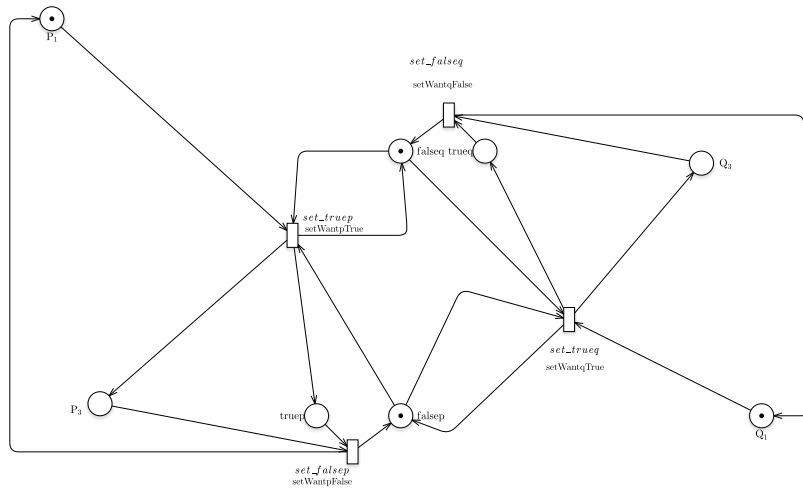 P1
set_falseq
setWantqFalse
falseq trueq
Q3
set_truep
setWantpTrue
set_trueq
setWantqTrue
P3
truep
falsep
Q1
set_falsep
setWantpFalse